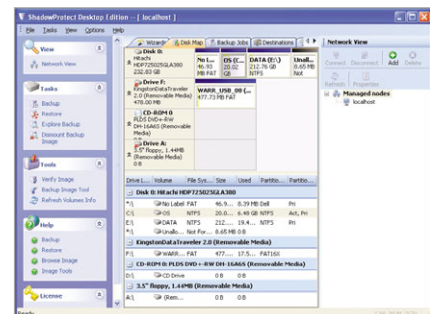 ShadowProtect Desktop Edition -- [ localhost ]
File Tasks View Options Help
View
Network View
Tasks
Backup
Restore
Explore Backup
Dismount Backup Image
Tools
Verify Image
Backup Image Tool
Refresh Volumes Info
Help
Backup
Restore
Browse Image
Image Tools
License
Wizards Disk Map Backup Jobs Destinations
Disk 0:
Hitachi
HDP725025GLA380
232.83 GB
No L...
46.93
MB FAT
OS (C...
20.02
GB
DATA (E:\)
212.76 GB
NTFS
Unall...
8.65 MB
Not
Drive F:
KingstonDataTraveler
2.0 (Removable Media)
478.00 MB
WARR_USB_08 (...
477.73 MB FAT
CD-ROM 0
PLDS DVD+-RW
DH-16A6S (Removable
Media)
Drive A:
3.5" floppy, 1.44MB
(Removable Media)
0 B
Drive L... Volume File Sys... Size Used Partitio... Partitio...
Disk 0: Hitachi HDP725025GLA380
*:\ No Label FAT 46.9... 8.39 MB Dell Pri
C:\ OS NTFS 20.0... 6.48 GB NTFS Act, Pri
E:\ DATA NTFS 212.... 19.4... NTFS Pri
*:\ Unallo... Not For... 8.65 MB 0 B
KingstonDataTraveler 2.0 (Removable Media)
F:\ WARR... FAT 477.... 17.5... FAT16X
CD-ROM 0: PLDS DVD+-RW DH-16A6S (Removable Media)
D:\ CD Drive 0 B 0 B
3.5" floppy, 1.44MB (Removable Media)
A:\ (Rem... 0 B 0 B
Network View
Connect Disconnect Add Delete
Refresh Properties
Managed nodes
localhost
Ready